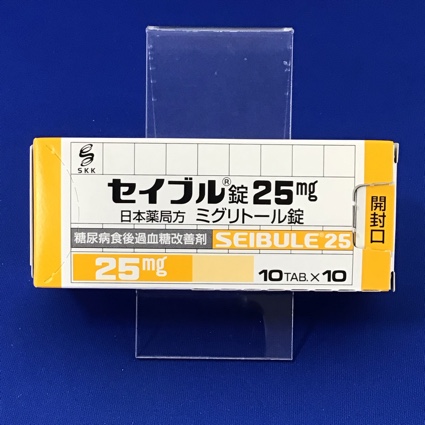 SKK
セイブル®錠25mg
日本薬局方 ミグリトール錠
糖尿病食後過血糖改善剤 SEIBULE 25
25mg
10TAB.×10
開封口